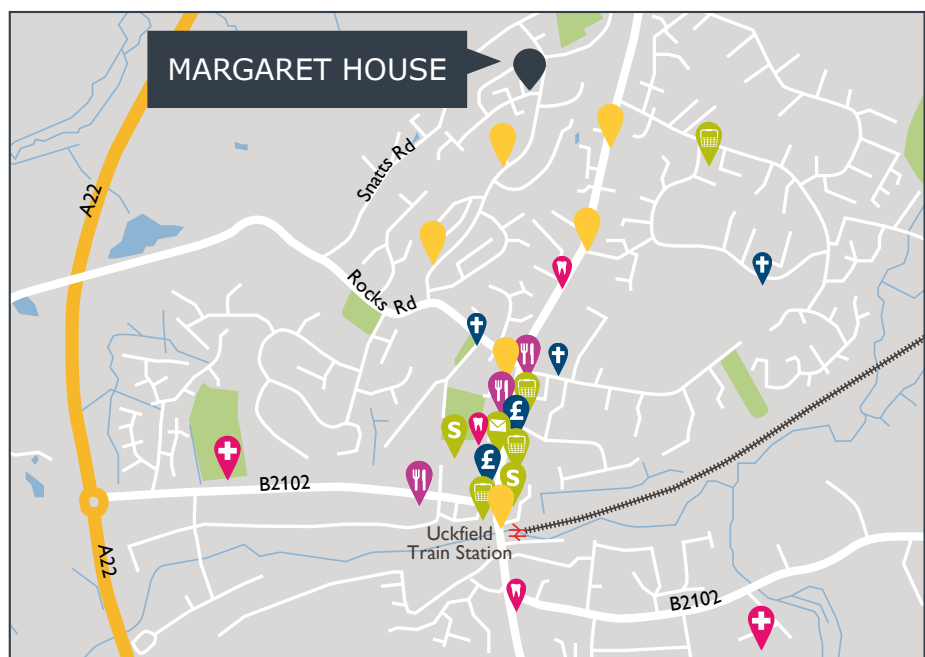 MARGARET HOUSE
Snatts Rd
A22
Rocks Rd
£
S
£
S
B2102
Uckfield
Train Station
A22
B2102